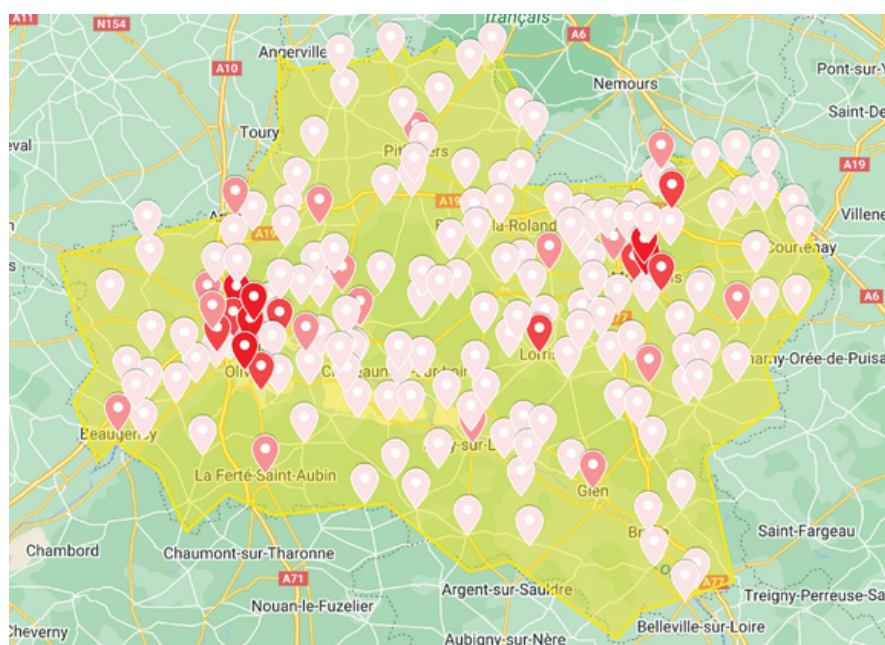 A11
N154
français
A6
Angerville
Pont-sur-Y
A10
Nemours
Saint-De
Toury
A19
A19
la-Roland
Villene
A19
Courtenay
A6
A77
Lorris
Oliv
Beaugency
La Ferté-Saint-Aubin
Gien
Chambord
Chaumont-sur-Tharonne
Saint-Fargeau
A71
A77
Nouan-le-Fuzelier
Argent-sur-Sauldre
Treigny-Perreuse-Sa
Cheverny
Aubigny-sur-Nère
Belleville-sur-Loire